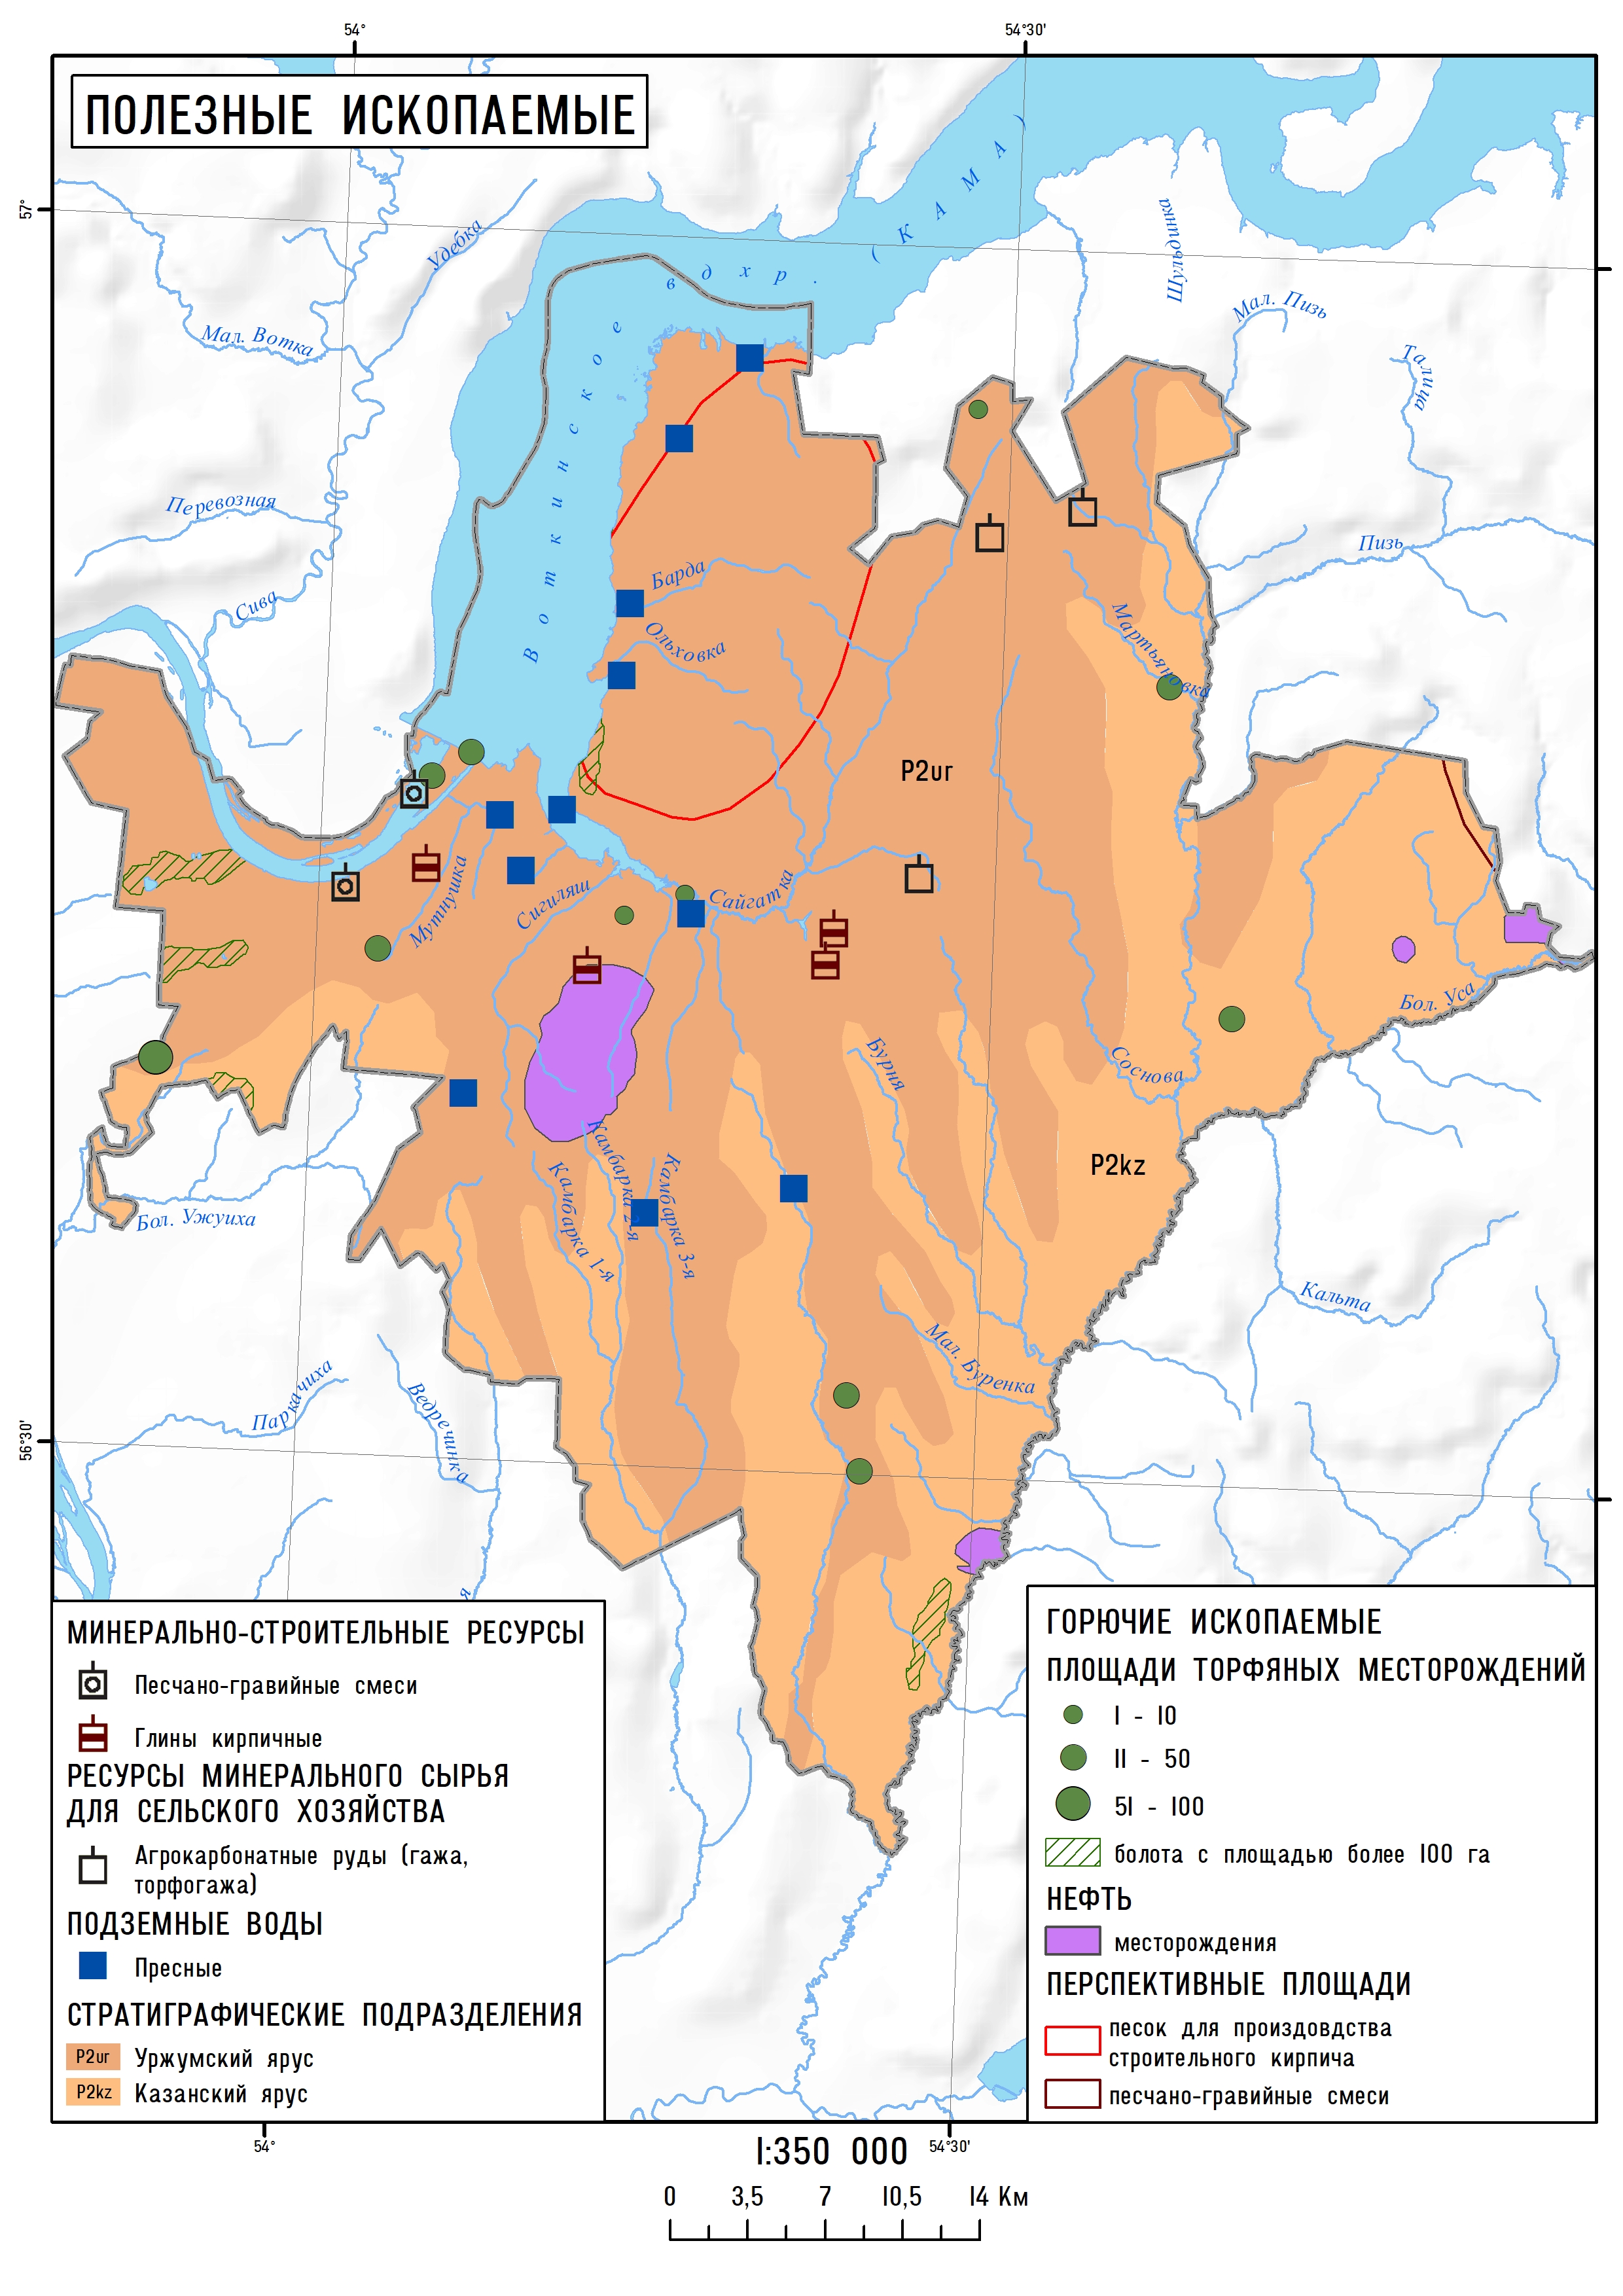 54°
54°30'
ПОЛЕЗНЫЕ ИСКОПАЕМЫЕ
57°
(КАМА)
вдхр.
Воткинское
Удебка
Шульдинка
Мал. Пизь
Мал. Вотка
Талица
Перевозная
Пизь
Сива
Барда
Ольховка
Мартьяновка
P2ur
Мутнушка
Сигиляш
Сайгатка
Бол. Уса
Бурня
Соснова
P2kz
Камбарка 1-я
Камбарка 2-я
Камбарка 3-я
Бол. Ужуиха
Кальта
Мал. Буренка
Паркачиха
Ведречинка
56°30'
я
МИНЕРАЛЬНО-СТРОИТЕЛЬНЫЕ РЕСУРСЫ
Песчано-гравийные смеси
Глины кирпичные
РЕСУРСЫ МИНЕРАЛЬНОГО СЫРЬЯ
ДЛЯ СЕЛЬСКОГО ХОЗЯЙСТВА
Агрокарбонатные руды (гажа,
торфогажа)
ПОДЗЕМНЫЕ ВОДЫ
Пресные
СТРАТИГРАФИЧЕСКИЕ ПОДРАЗДЕЛЕНИЯ
P2ur Уржумский ярус
P2kz Казанский ярус
ГОРЮЧИЕ ИСКОПАЕМЫЕ
ПЛОЩАДИ ТОРФЯНЫХ МЕСТОРОЖДЕНИЙ
1 - 10
11 - 50
51 - 100
болота с площадью более 100 га
НЕФТЬ
месторождения
ПЕРСПЕКТИВНЫЕ ПЛОЩАДИ
песок для произдовдства
строительного кирпича
песчано-гравийные смеси
54°
54°30'
1:350 000
0 3,5 7 10,5 14 Км